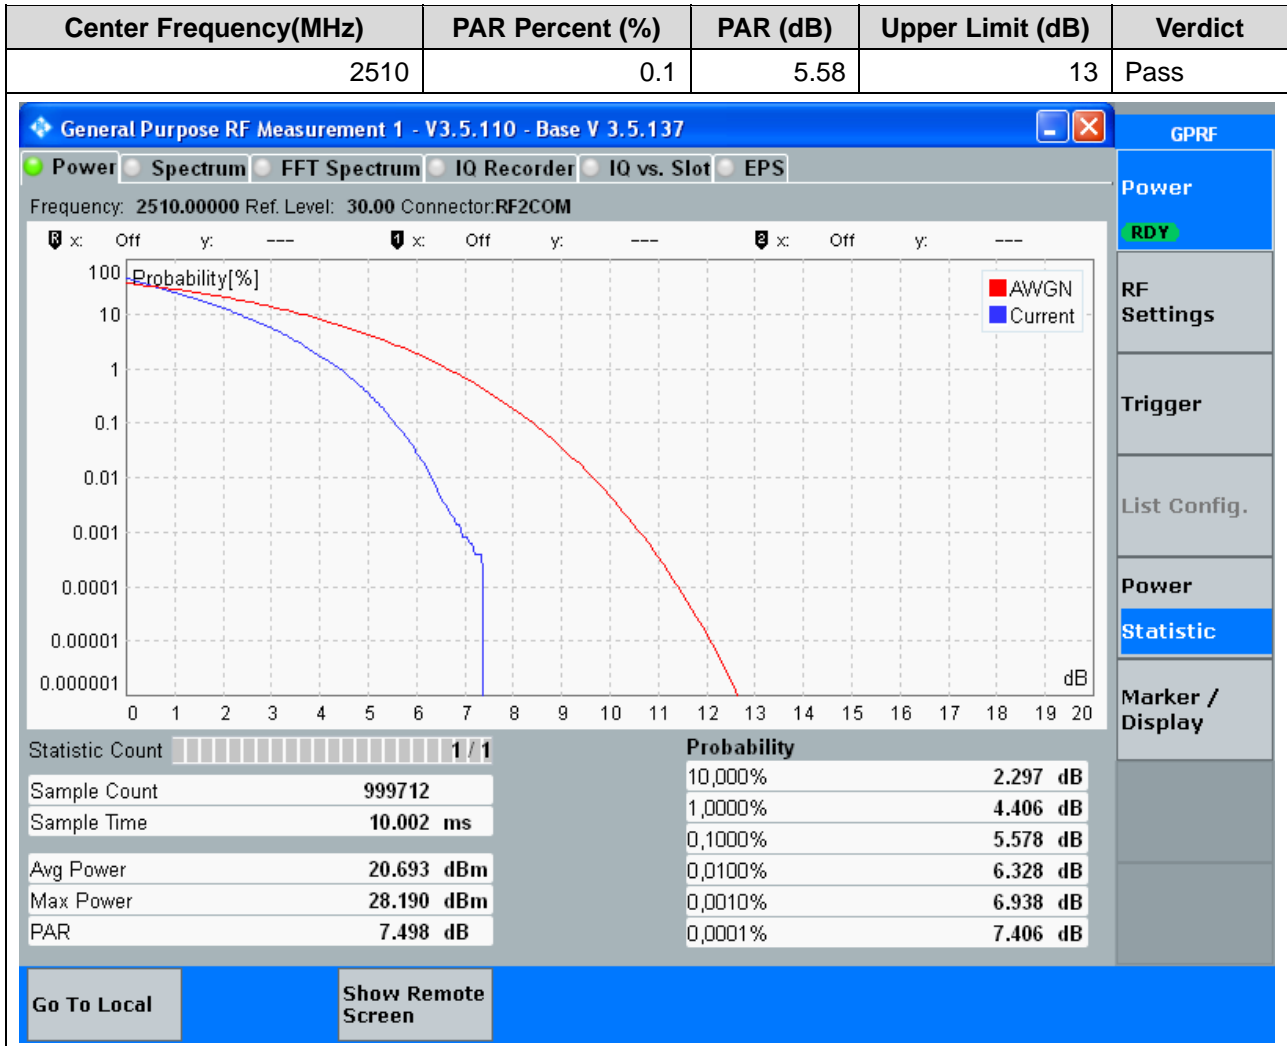 Center Frequency(MHz) PAR Percent (%) PAR (dB) Upper Limit (dB) Verdict
2510 0.1 5.58 13 Pass
General Purpose RF Measurement 1 - V3.5.110 - Base V 3.5.137
GPRF
Power Spectrum FFT Spectrum IQ Recorder IQ vs. Slot EPS
Power
RDY
Frequency: 2510.00000 Ref. Level: 30.00 Connector:RF2COM
R x: Off y: --- 1 x: Off y: --- 2 x: Off y: ---
Probability[%]
AWGN
Current
100
10
1
0.1
0.01
0.001
0.0001
0.00001
0.000001
dB
0 1 2 3 4 5 6 7 8 9 10 11 12 13 14 15 16 17 18 19 20
RF
Settings
Trigger
List Config.
Power
Statistic
Marker /
Display
Statistic Count 1 / 1
Sample Count 999712
Sample Time 10.002 ms
Avg Power 20.693 dBm
Max Power 28.190 dBm
PAR 7.498 dB
Probability
10,000% 2.297 dB
1,0000% 4.406 dB
0,1000% 5.578 dB
0,0100% 6.328 dB
0,0010% 6.938 dB
0,0001% 7.406 dB
Go To Local
Show Remote
Screen